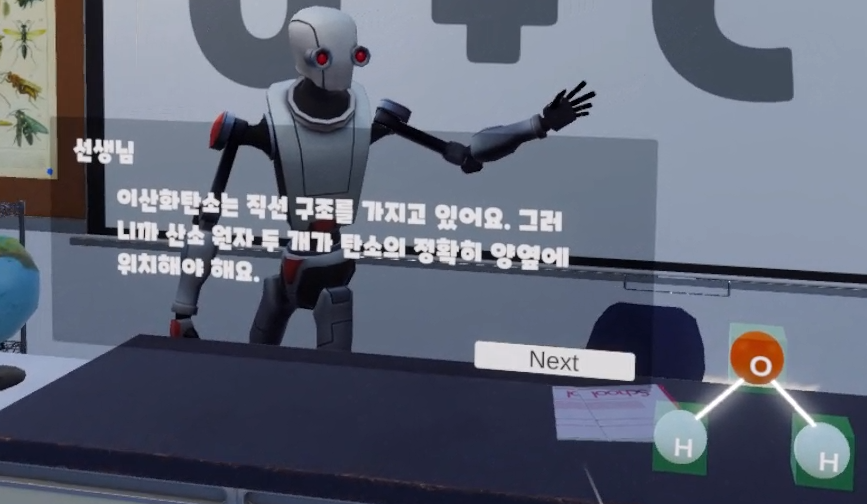 선생님
이산화탄소는 직선 구조를 가지고 있어요. 그러
니까 산소 원자 두 개가 탄소의 정확히 양옆에
위치해야 해요.
Next
School
O
H
H